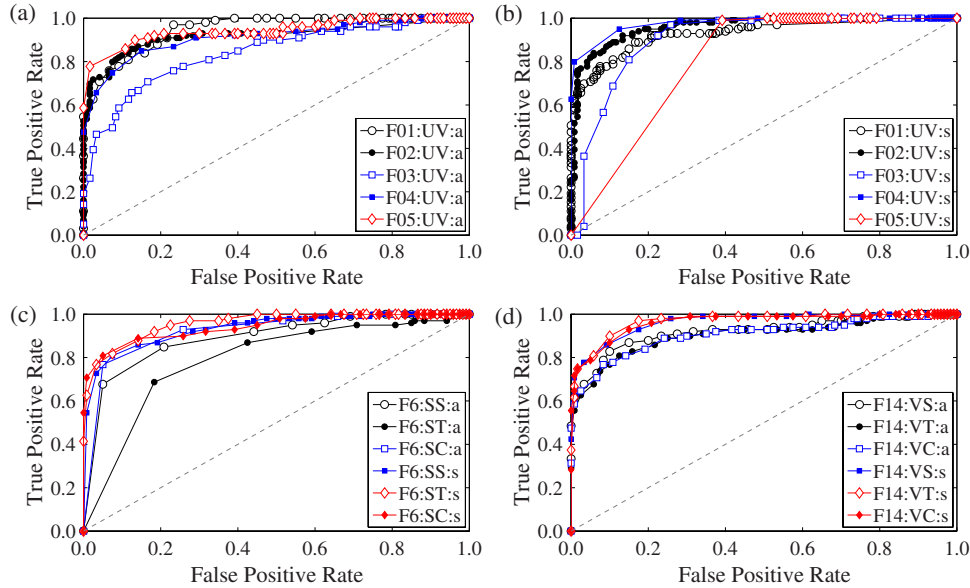 (a)
True Positive Rate
1.0
0.8
0.6
0.4
0.2
0.0
0.0 0.2 0.4 0.6 0.8 1.0
False Positive Rate
F01:UV:a
F02:UV:a
F03:UV:a
F04:UV:a
F05:UV:a
(b)
True Positive Rate
1.0
0.8
0.6
0.4
0.2
0.0
0.0 0.2 0.4 0.6 0.8 1.0
False Positive Rate
F01:UV:s
F02:UV:s
F03:UV:s
F04:UV:s
F05:UV:s
(c)
True Positive Rate
1.0
0.8
0.6
0.4
0.2
0.0
0.0 0.2 0.4 0.6 0.8 1.0
False Positive Rate
F6:SS:a
F6:ST:a
F6:SC:a
F6:SS:s
F6:ST:s
F6:SC:s
(d)
True Positive Rate
1.0
0.8
0.6
0.4
0.2
0.0
0.0 0.2 0.4 0.6 0.8 1.0
False Positive Rate
F14:VS:a
F14:VT:a
F14:VC:a
F14:VS:s
F14:VT:s
F14:VC:s